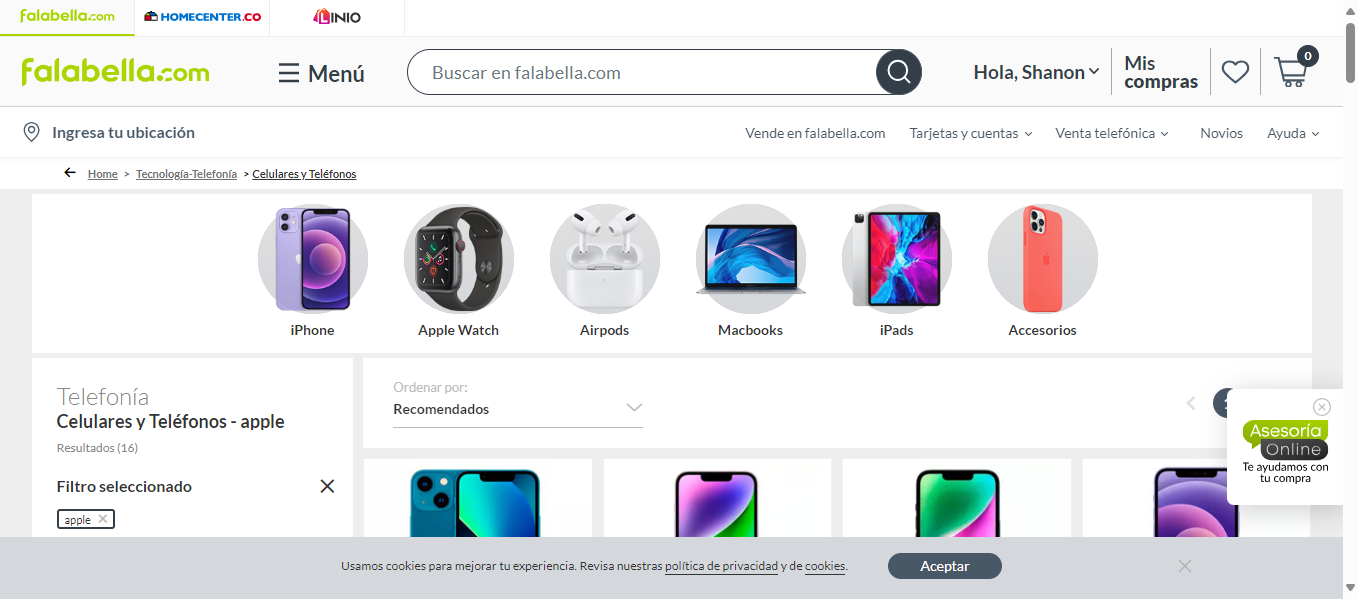 falabella.com
HOMECENTER.CO
LINIO
falabella.com
Menú
Buscar en falabella.com
Hola, Shanon
Mis
compras
0
Ingresa tu ubicación
Vende en falabella.com
Tarjetas y cuentas
Venta telefónica
Novios
Ayuda
Home > Tecnología-Telefonía > Celulares y Teléfonos
iPhone
Apple Watch
Airpods
Macbooks
iPads
Accesorios
Telefonía
Celulares y Teléfonos - apple
Resultados (16)
Filtro seleccionado
apple
Ordenar por:
Recomendados
Asesoría
Online
Te ayudamos con
tu compra
Usamos cookies para mejorar tu experiencia. Revisa nuestras política de privacidad y de cookies.
Aceptar